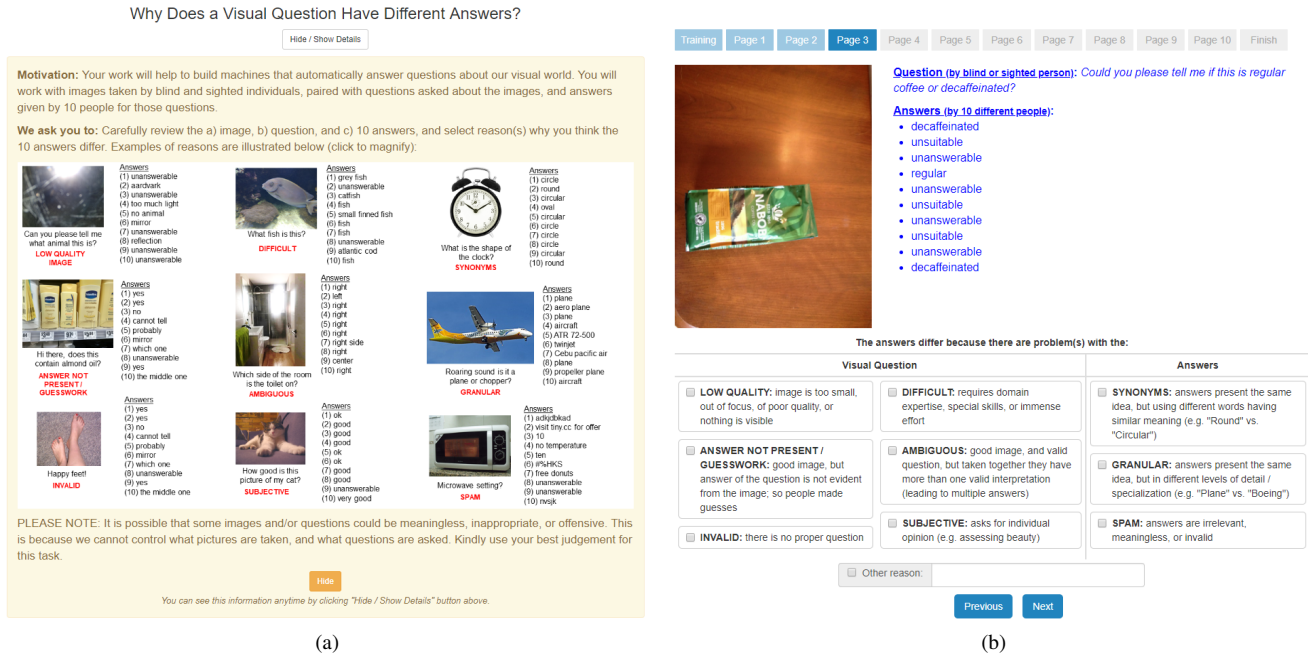 Why Does a Visual Question Have Different Answers?
Hide / Show Details
Motivation: Your work will help to build machines that automatically answer questions about our visual world. You will
work with images taken by blind and sighted individuals, paired with questions asked about the images, and answers
given by 10 people for those questions.
We ask you to: Carefully review the a) image, b) question, and c) 10 answers, and select reason(s) why you think the
10 answers differ. Examples of reasons are illustrated below (click to magnify):
Answers
(1) unanswerable
(2) aardvark
(3) unanswerable
(4) too much light
(5) no animal
(6) mirror
(7) unanswerable
(8) reflection
(9) unanswerable
(10) unanswerable
Can you please tell me
what animal this is?
LOW QUALITY
IMAGE
Answers
(1) grey fish
(2) unanswerable
(3) catfish
(4) fish
(5) small finned fish
(6) fish
(7) fish
(8) unanswerable
(9) atlantic cod
(10) fish
What fish is this?
DIFFICULT
Answers
(1) circle
(2) round
(3) circular
(4) oval
(5) circular
(6) circle
(7) circle
(8) circle
(9) circular
(10) round
What is the shape of
the clock?
SYNONYMS
Answers
(1) yes
(2) yes
(3) no
(4) cannot tell
(5) probably
(6) mirror
(7) which one
(8) unanswerable
(9) yes
(10) the middle one
Hi there, does this
contain almond oil?
ANSWER NOT
PRESENT /
GUESSWORK
Answers
(1) right
(2) left
(3) right
(4) right
(5) right
(6) right
(7) right side
(8) right
(9) center
(10) right
Which side of the room
is the toilet on?
AMBIGUOUS
Answers
(1) plane
(2) aero plane
(3) plane
(4) aircraft
(5) ATR 72-500
(6) twinjet
(7) Cebu pacific air
(8) plane
(9) propeller plane
(10) aircraft
Roaring sound is it a
plane or chopper?
GRANULAR
Answers
(1) yes
(2) yes
(3) no
(4) cannot tell
(5) probably
(6) mirror
(7) which one
(8) unanswerable
(9) yes
(10) the middle one
Happy feet!
INVALID
Answers
(1) ok
(2) good
(3) good
(4) good
(5) ok
(6) ok
(7) good
(8) good
(9) unanswerable
(10) very good
How good is this
picture of my cat?
SUBJECTIVE
Answers
(1) adkjdbkad
(2) visit tiny.cc for offer
(3) 10
(4) no temperature
(5) ten
(6) #%HKS
(7) free donuts
(8) unanswerable
(9) unanswerable
(10) nvsjk
Microwave setting?
SPAM
PLEASE NOTE: It is possible that some images and/or questions could be meaningless, inappropriate, or offensive. This
is because we cannot control what pictures are taken, and what questions are asked. Kindly use your best judgement for
this task.
Hide
You can see this information anytime by clicking "Hide / Show Details" button above.
(a)
Training Page 1 Page 2 Page 3 Page 4 Page 5 Page 6 Page 7 Page 8 Page 9 Page 10 Finish
NABOB
Question (by blind or sighted person): Could you please tell me if this is regular
coffee or decaffeinated?
Answers (by 10 different people):
decaffeinated
unsuitable
unanswerable
regular
unanswerable
unsuitable
unanswerable
unsuitable
unanswerable
decaffeinated
The answers differ because there are problem(s) with the:
Visual Question
LOW QUALITY: image is too small,
out of focus, of poor quality, or
nothing is visible
ANSWER NOT PRESENT /
GUESSWORK: good image, but
answer of the question is not evident
from the image; so people made
guesses
INVALID: there is no proper question
DIFFICULT: requires domain
expertise, special skills, or immense
effort
AMBIGUOUS: good image, and valid
question, but taken together they have
more than one valid interpretation
(leading to multiple answers)
SUBJECTIVE: asks for individual
opinion (e.g. assessing beauty)
Answers
SYNONYMS: answers present the same
idea, but using different words having
similar meaning (e.g. "Round" vs.
"Circular")
GRANULAR: answers present the same
idea, but in different levels of detail /
specialization (e.g. "Plane" vs. "Boeing")
SPAM: answers are irrelevant,
meaningless, or invalid
Other reason:
Previous Next
(b)